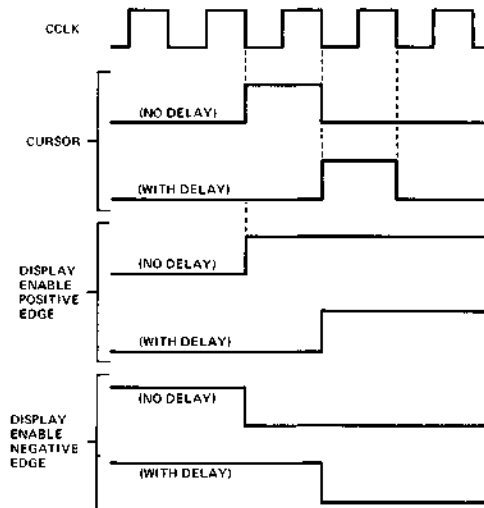 CCLK
(NO DELAY)
CURSOR
(WITH DELAY)
(NO DELAY)
DISPLAY
ENABLE
POSITIVE
EDGE
(WITH DELAY)
(NO DELAY)
DISPLAY
ENABLE
NEGATIVE
EDGE
(WITH DELAY)